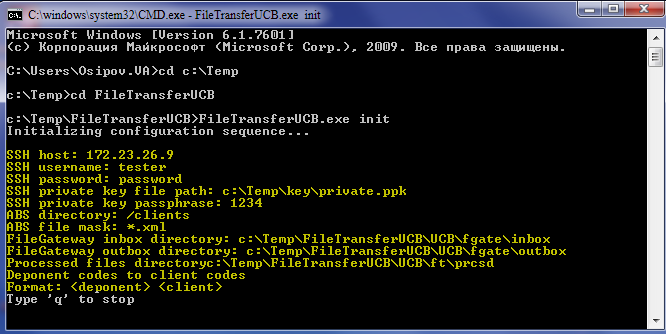 C:\windows\system32\CMD.exe - FileTransferUCB.exe init
Microsoft Windows [Version 6.1.7601]
(c) Корпорация Майкрософт (Microsoft Corp.), 2009. Все права защищены.
C:\Users\Osipov.VA>cd c:\Temp
c:\Temp>cd FileTransferUCB
c:\Temp\FileTransferUCB>FileTransferUCB.exe init
Initializing configuration sequence...
SSH host: 172.23.26.9
SSH username: tester
SSH password: password
SSH private key file path: c:\Temp\key\private.ppk
SSH private key passphrase: 1234
ABS directory: /clients
ABS file mask: *.xml
FileGateway inbox directory: c:\Temp\FileTransferUCB\UCB\fgate\inbox
FileGateway outbox directory: c:\Temp\FileTransferUCB\UCB\fgate\outbox
Processed files directoryc:\Temp\FileTransferUCB\UCB\ft\prcsd
Deponent codes to client codes
Format: <deponent> <client>
Type 'q' to stop